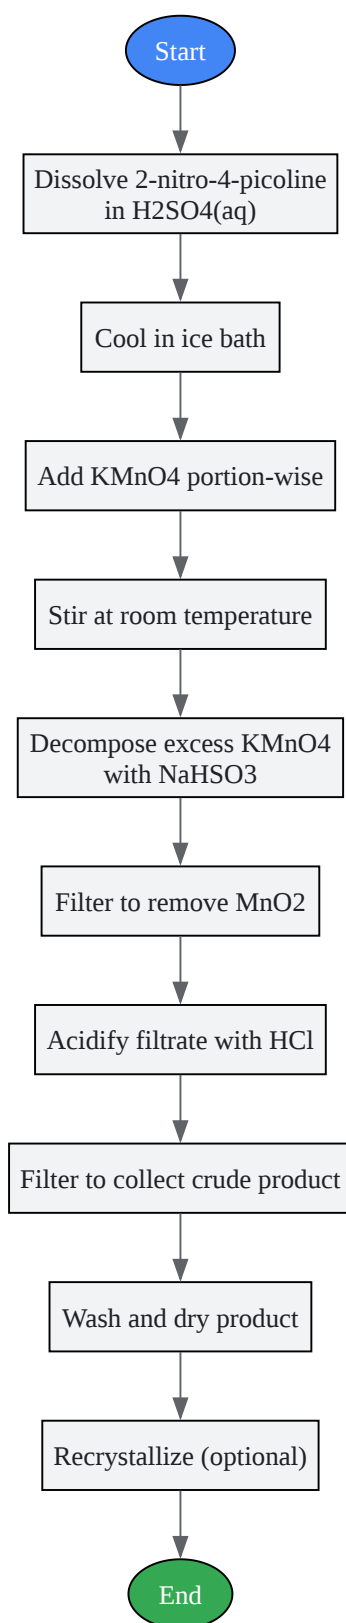 Start
Dissolve 2-nitro-4-picoline
in H2SO4(aq)
Cool in ice bath
Add KMnO4 portion-wise
Stir at room temperature
Decompose excess KMnO4
with NaHSO3
Filter to remove MnO2
Acidify filtrate with HCl
Filter to collect crude product
Wash and dry product
Recrystallize (optional)
End